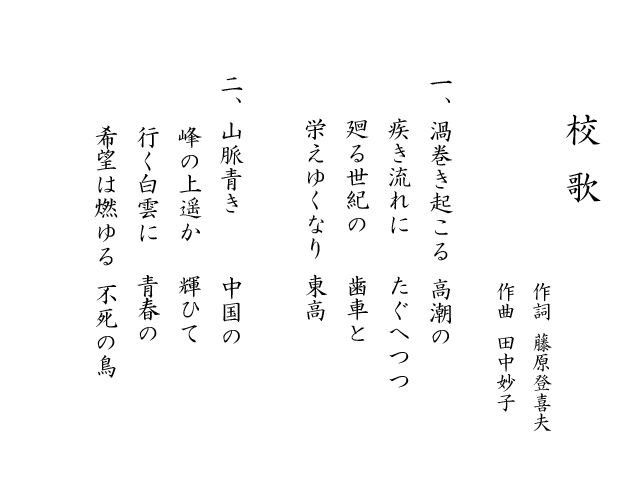 校歌
作詞 藤原登喜夫
作曲 田中妙子
一、渦巻き起こる 高潮の
疾き流れに たぐへつつ
廻る世紀の 歯車と
栄えゆくなり 東高
二、山脈青き 中国の
峰の上遥か 輝ひて
行く白雲に 青春の
希望は燃ゆる 不死の鳥